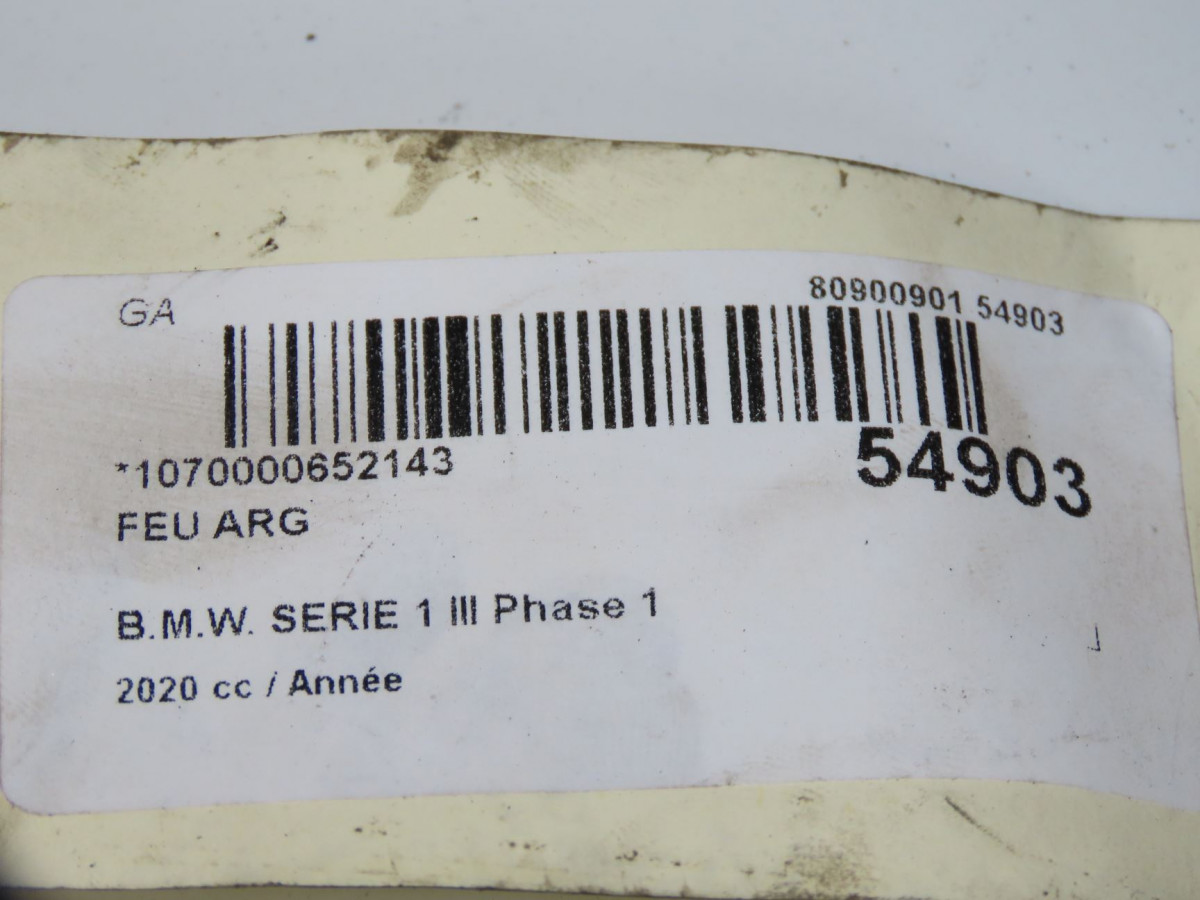 GA
80900901 54903
*1070000652143
54903
FEU ARG
B.M.W. SERIE 1 III Phase 1
2020 cc / Année